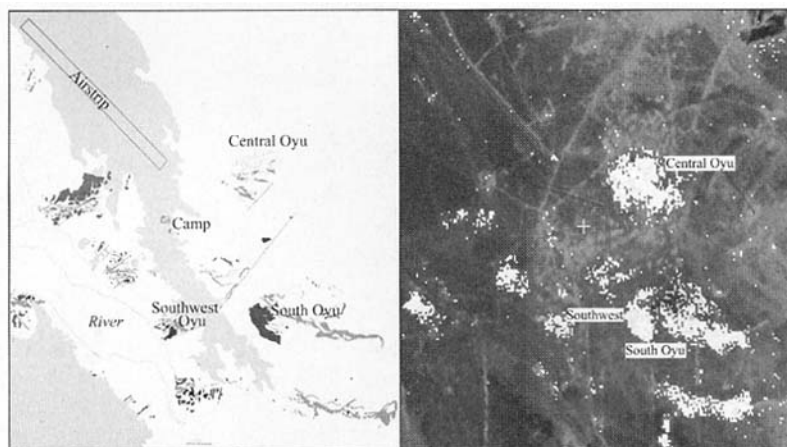 Airstrip
Central Oyu
Camp
Southwest
Oyu
South Oyu
River
Central Oyu
Southwest
South Oyu